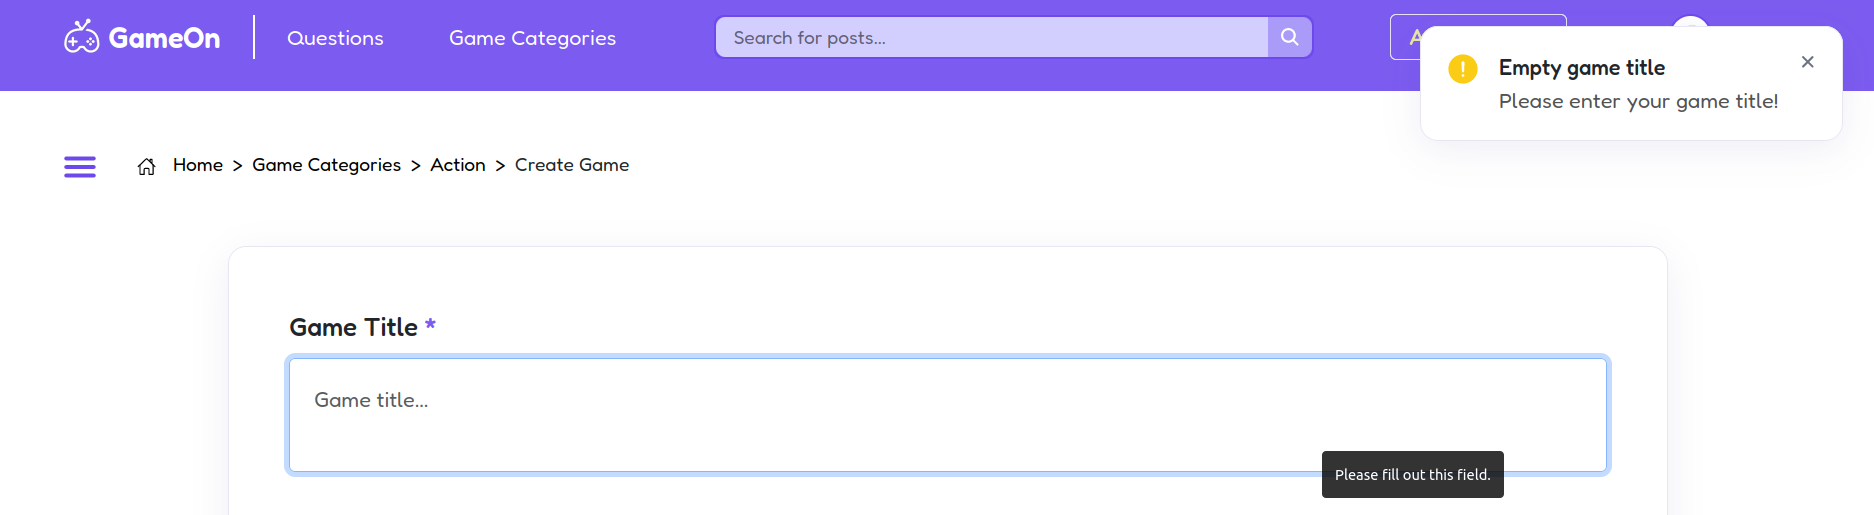 GameOn
Questions
Game Categories
Search for posts...
Empty game title
Please enter your game title!
Home > Game Categories > Action > Create Game
Game Title *
Game title...
Please fill out this field.